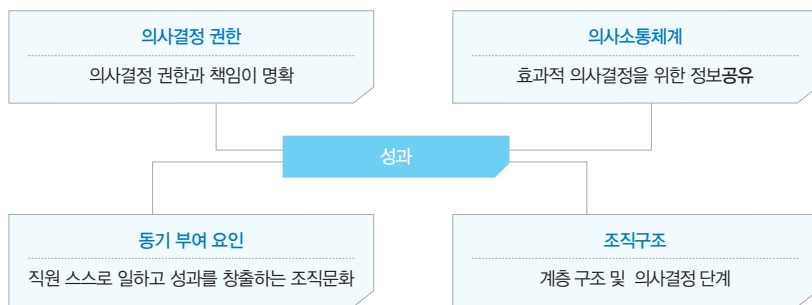 의사결정 권한
의사결정 권한과 책임이 명확
의사소통체계
효과적 의사결정을 위한 정보공유
성과
동기 부여 요인
직원 스스로 일하고 성과를 창출하는 조직문화
조직구조
계층 구조 및 의사결정 단계